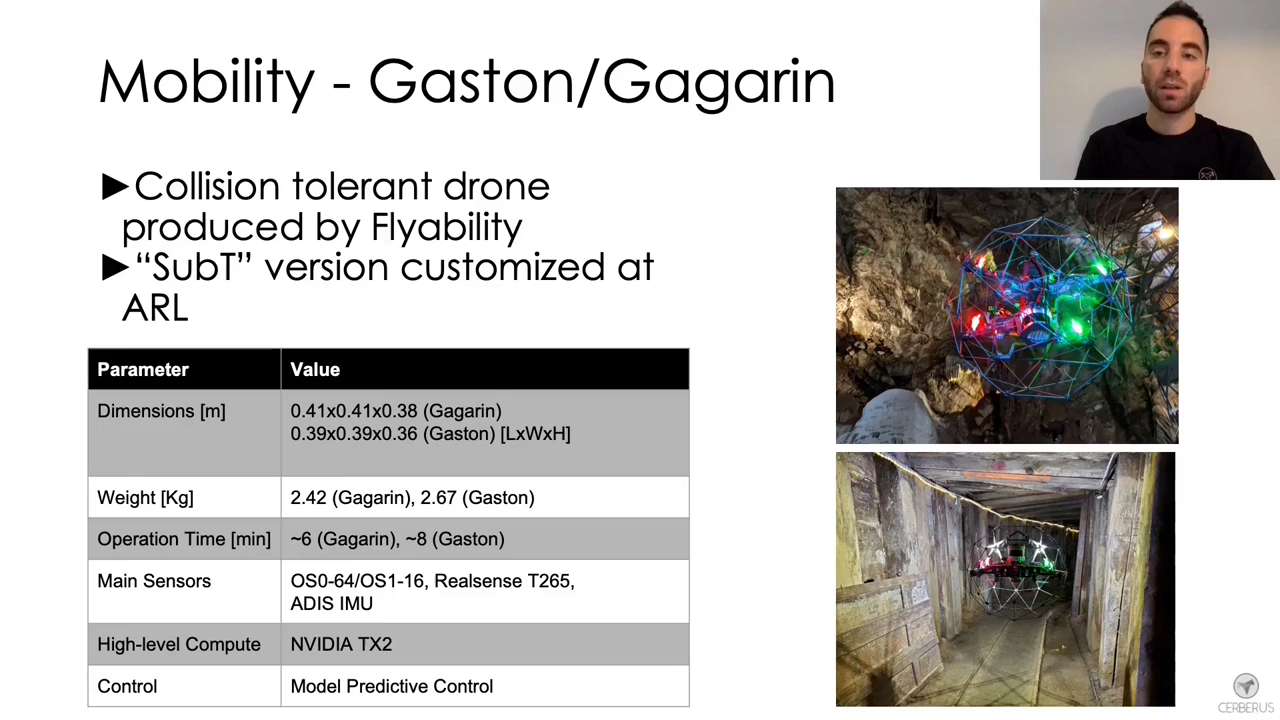 Mobility - Gaston/Gagarin
►Collision tolerant drone
produced by Flyability
►“SubT” version customized at
ARL
Parameter Value
Dimensions [m] 0.41x0.41x0.38 (Gagarin)
0.39x0.39x0.36 (Gaston) [LxWxH]
Weight [Kg] 2.42 (Gagarin), 2.67 (Gaston)
Operation Time [min] ~6 (Gagarin), ~8 (Gaston)
Main Sensors OS0-64/OS1-16, Realsense T265,
ADIS IMU
High-level Compute NVIDIA TX2
Control Model Predictive Control
CERBERUS